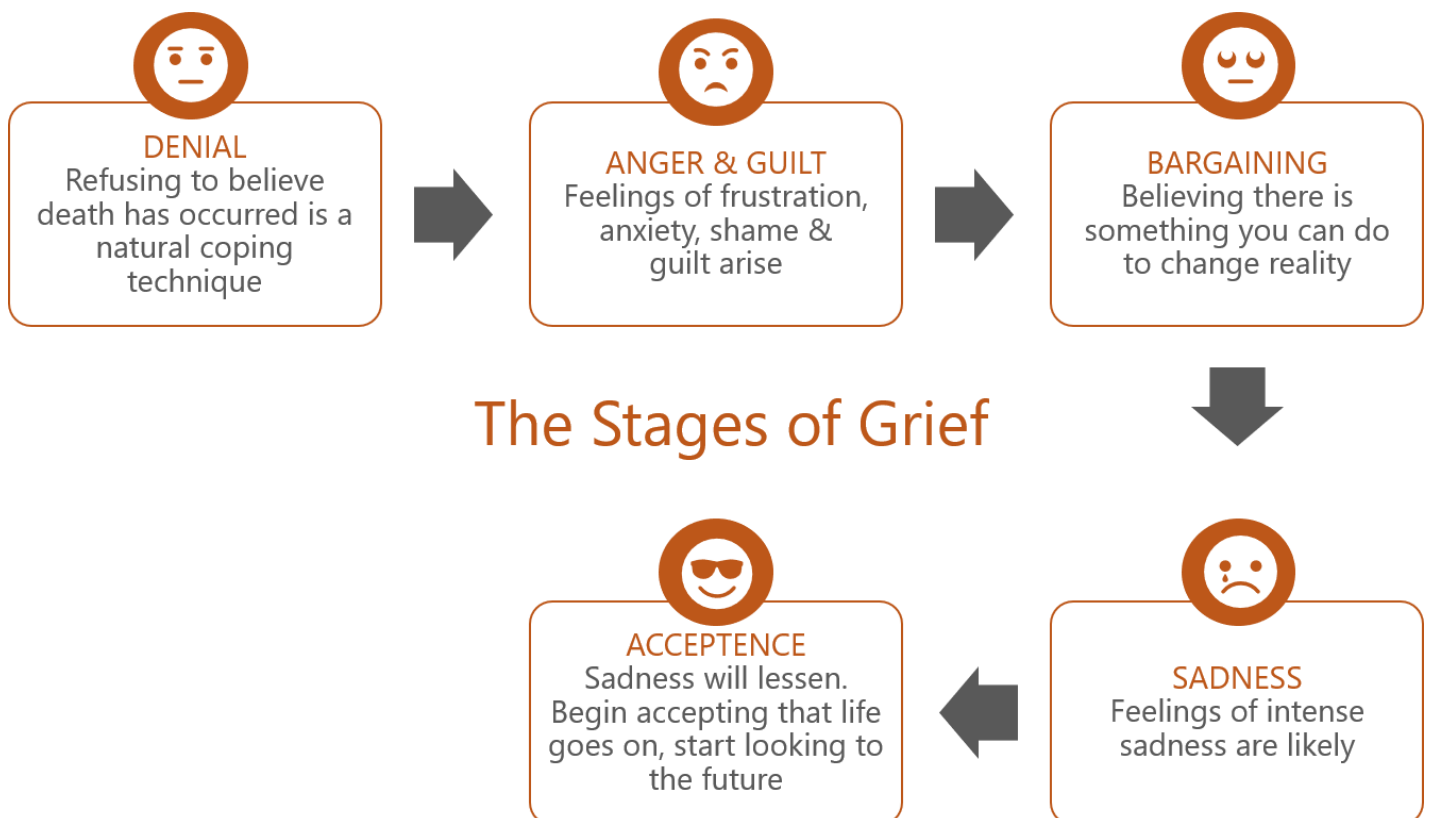 DENIAL
Refusing to believe
death has occurred is a
natural coping
technique
ANGER & GUILT
Feelings of frustration,
anxiety, shame &
guilt arise
BARGAINING
Believing there is
something you can do
to change reality
The Stages of Grief
SADNESS
Feelings of intense
sadness are likely
ACCEPTENCE
Sadness will lessen.
Begin accepting that life
goes on, start looking to
the future